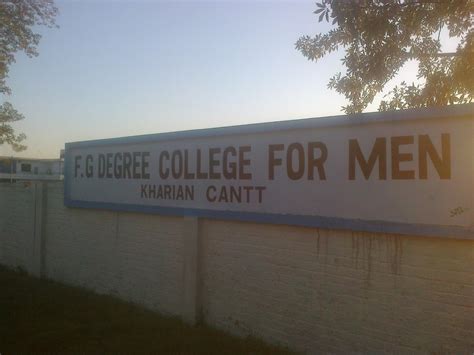 F.G DEGREE COLLEGE FOR MEN
KHARIAN CANTT